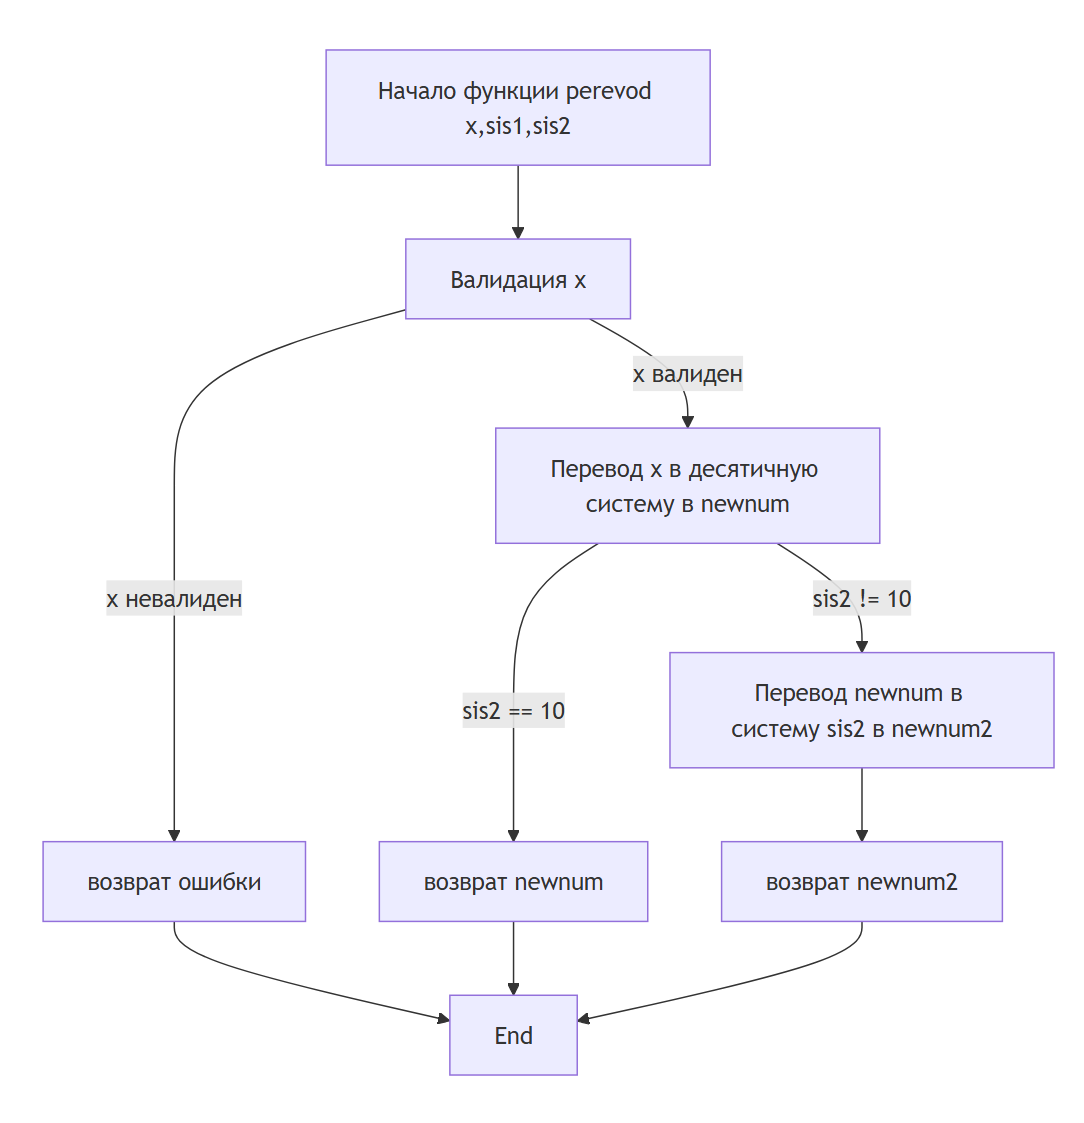 Начало функции perevod
x,sis1,sis2
Валидация x
x валиден
Перевод x в десятичную
систему в newnum
x невалиден
sis2 != 10
sis2 == 10
Перевод newnum в
систему sis2 в newnum2
возврат ошибки
возврат newnum
возврат newnum2
End